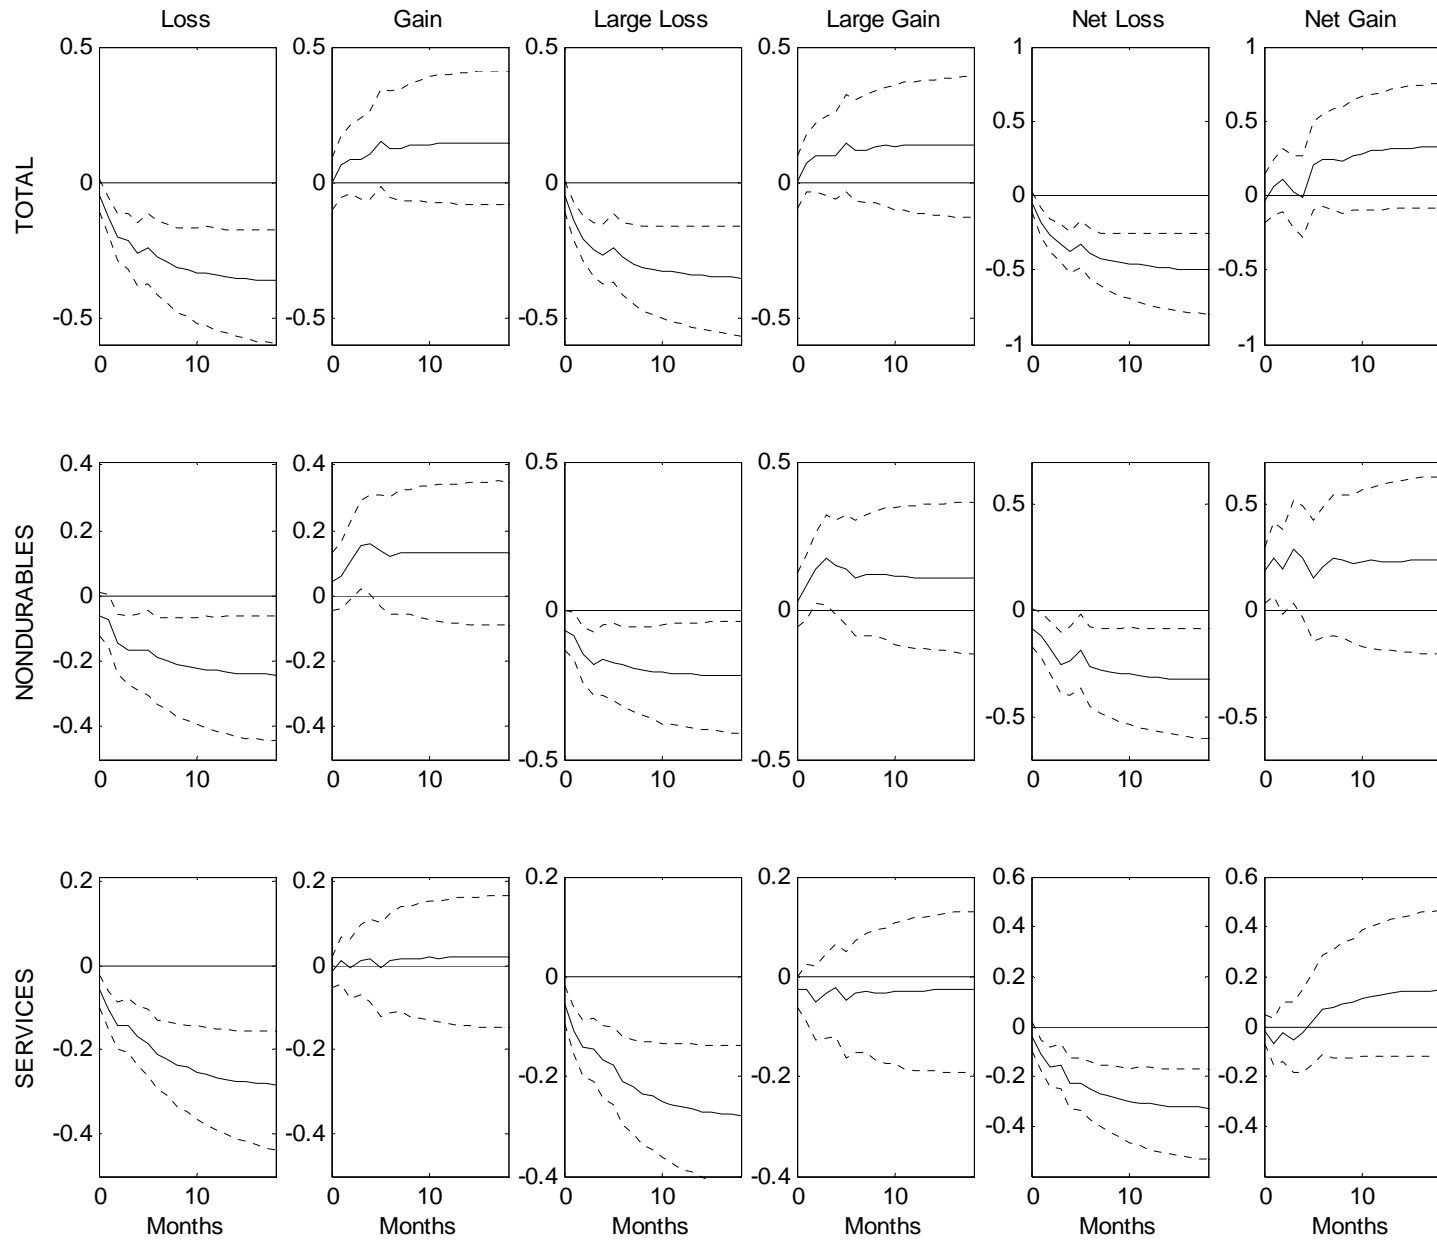 Loss Gain Large Loss Large Gain Net Loss Net Gain
TOTAL
0.5 0 -0.5 0 10
0.5 0 -0.5 0 10
0.5 0 -0.5 0 10
0.5 0 -0.5 0 10
1 0.5 0 -0.5 -1 0 10
1 0.5 0 -0.5 -1 0 10
NONDURABLES
0.4 0.2 0 -0.2 -0.4 0 10
0.4 0.2 0 -0.2 -0.4 0 10
0.5 0 -0.5 0 10
0.5 0 -0.5 0 10
0.5 0 -0.5 0 10
0.5 0 -0.5 0 10
SERVICES
0.2 0 -0.2 -0.4 0 10
0.2 0 -0.2 -0.4 0 10
0.2 0 -0.2 -0.4 0 10
0.2 0 -0.2 -0.4 0 10
0.6 0.4 0.2 0 -0.2 -0.4 0 10
0.6 0.4 0.2 0 -0.2 -0.4 0 10
Months Months Months Months Months Months